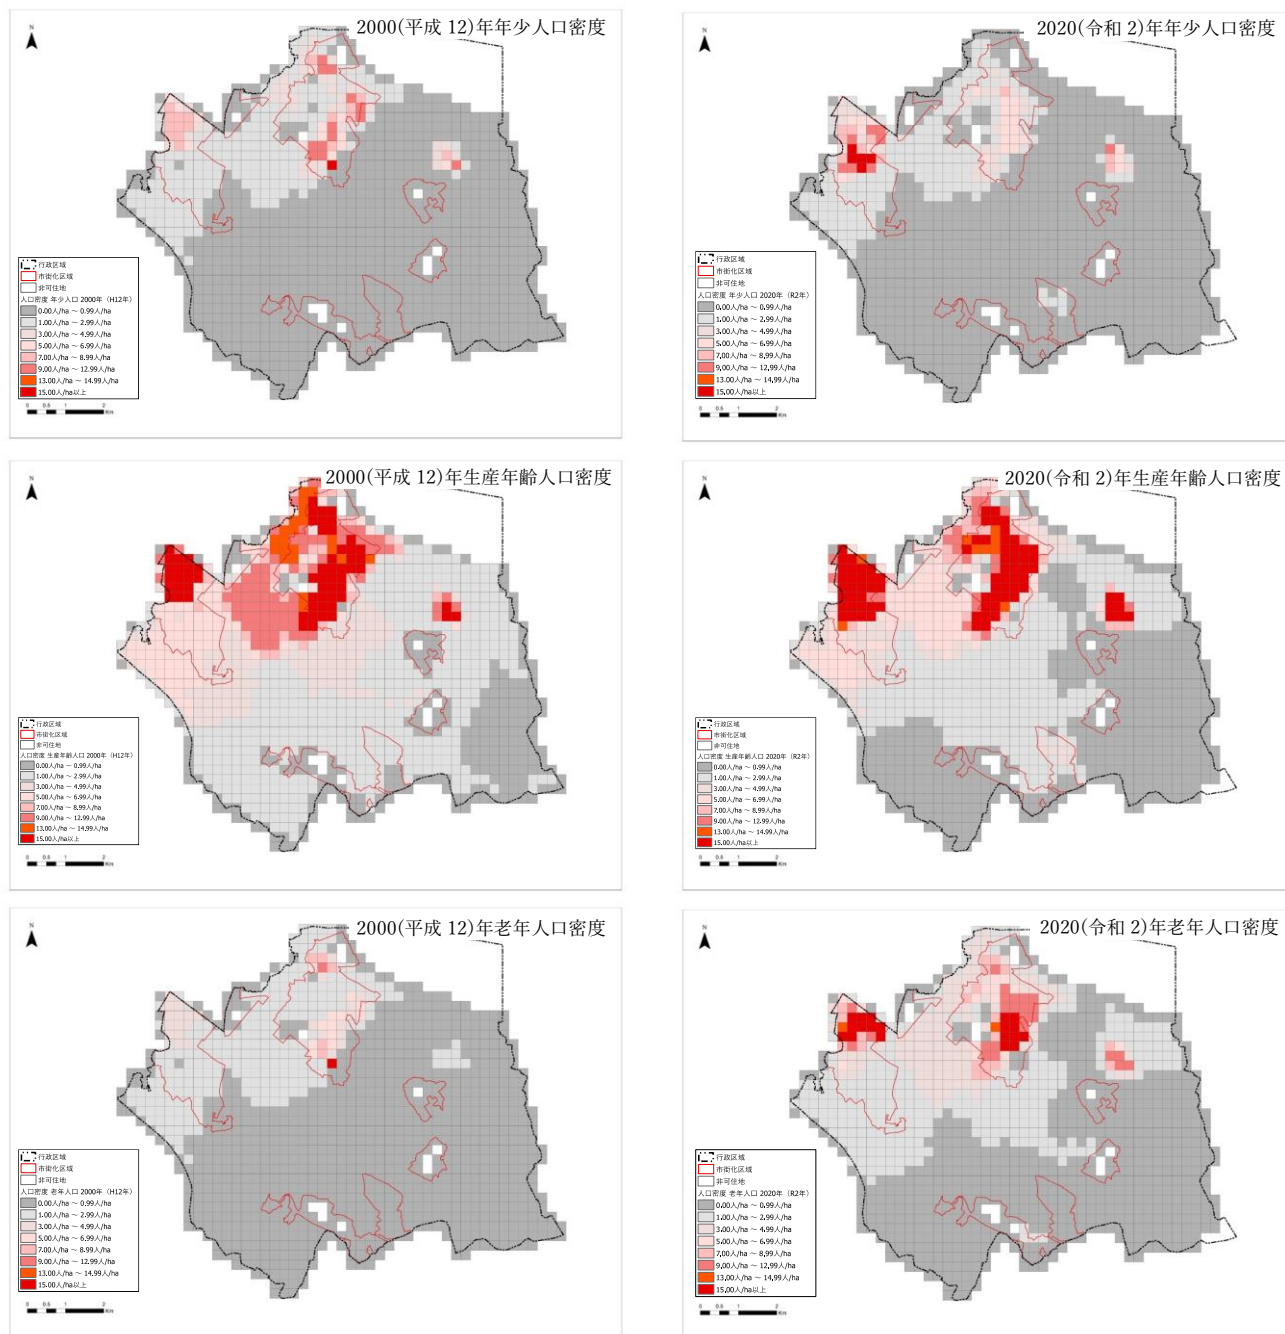 2000(平成 12)年年少人口密度
N
行政区域
市街化区域
非可住地
人口密度 年少人口 2000年（H12年）
0.00人/ha ～ 0.99人/ha
1.00人/ha ～ 2.99人/ha
3.00人/ha ～ 4.99人/ha
5.00人/ha ～ 6.99人/ha
7.00人/ha ～ 8.99人/ha
9.00人/ha ～ 12.99人/ha
13.00人/ha ～ 14.99人/ha
15.00人/ha以上
0 0.5 1 2
2020(令和 2)年年少人口密度
N
行政区域
市街化区域
非可住地
人口密度 年少人口 2020年（R2年）
0.00人/ha ～ 0.99人/ha
1.00人/ha ～ 2.99人/ha
3.00人/ha ～ 4.99人/ha
5.00人/ha ～ 6.99人/ha
7.00人/ha ～ 8.99人/ha
9.00人/ha ～ 12.99人/ha
13.00人/ha ～ 14.99人/ha
15.00人/ha以上
0 0.5 1 2
2000(平成 12)年生産年齢人口密度
N
行政区域
市街化区域
非可住地
人口密度 生産年齢人口 2000年（H12年）
0.00人/ha ～ 0.99人/ha
1.00人/ha ～ 2.99人/ha
3.00人/ha ～ 4.99人/ha
5.00人/ha ～ 6.99人/ha
7.00人/ha ～ 8.99人/ha
9.00人/ha ～ 12.99人/ha
13.00人/ha ～ 14.99人/ha
15.00人/ha以上
0 0.5 1 2
2020(令和 2)年生産年齢人口密度
N
行政区域
市街化区域
非可住地
人口密度 生産年齢人口 2020年（R2年）
0.00人/ha ～ 0.99人/ha
1.00人/ha ～ 2.99人/ha
3.00人/ha ～ 4.99人/ha
5.00人/ha ～ 6.99人/ha
7.00人/ha ～ 8.99人/ha
9.00人/ha ～ 12.99人/ha
13.00人/ha ～ 14.99人/ha
15.00人/ha以上
0 0.5 1 2
2000(平成 12)年老年人口密度
N
行政区域
市街化区域
非可住地
人口密度 老年人口 2000年（H12年）
0.00人/ha ～ 0.99人/ha
1.00人/ha ～ 2.99人/ha
3.00人/ha ～ 4.99人/ha
5.00人/ha ～ 6.99人/ha
7.00人/ha ～ 8.99人/ha
9.00人/ha ～ 12.99人/ha
13.00人/ha ～ 14.99人/ha
15.00人/ha以上
0 0.5 1 2
2020(令和 2)年老年人口密度
N
行政区域
市街化区域
非可住地
人口密度 老年人口 2020年（R2年）
0.00人/ha ～ 0.99人/ha
1.00人/ha ～ 2.99人/ha
3.00人/ha ～ 4.99人/ha
5.00人/ha ～ 6.99人/ha
7.00人/ha ～ 8.99人/ha
9.00人/ha ～ 12.99人/ha
13.00人/ha ～ 14.99人/ha
15.00人/ha以上
0 0.5 1 2